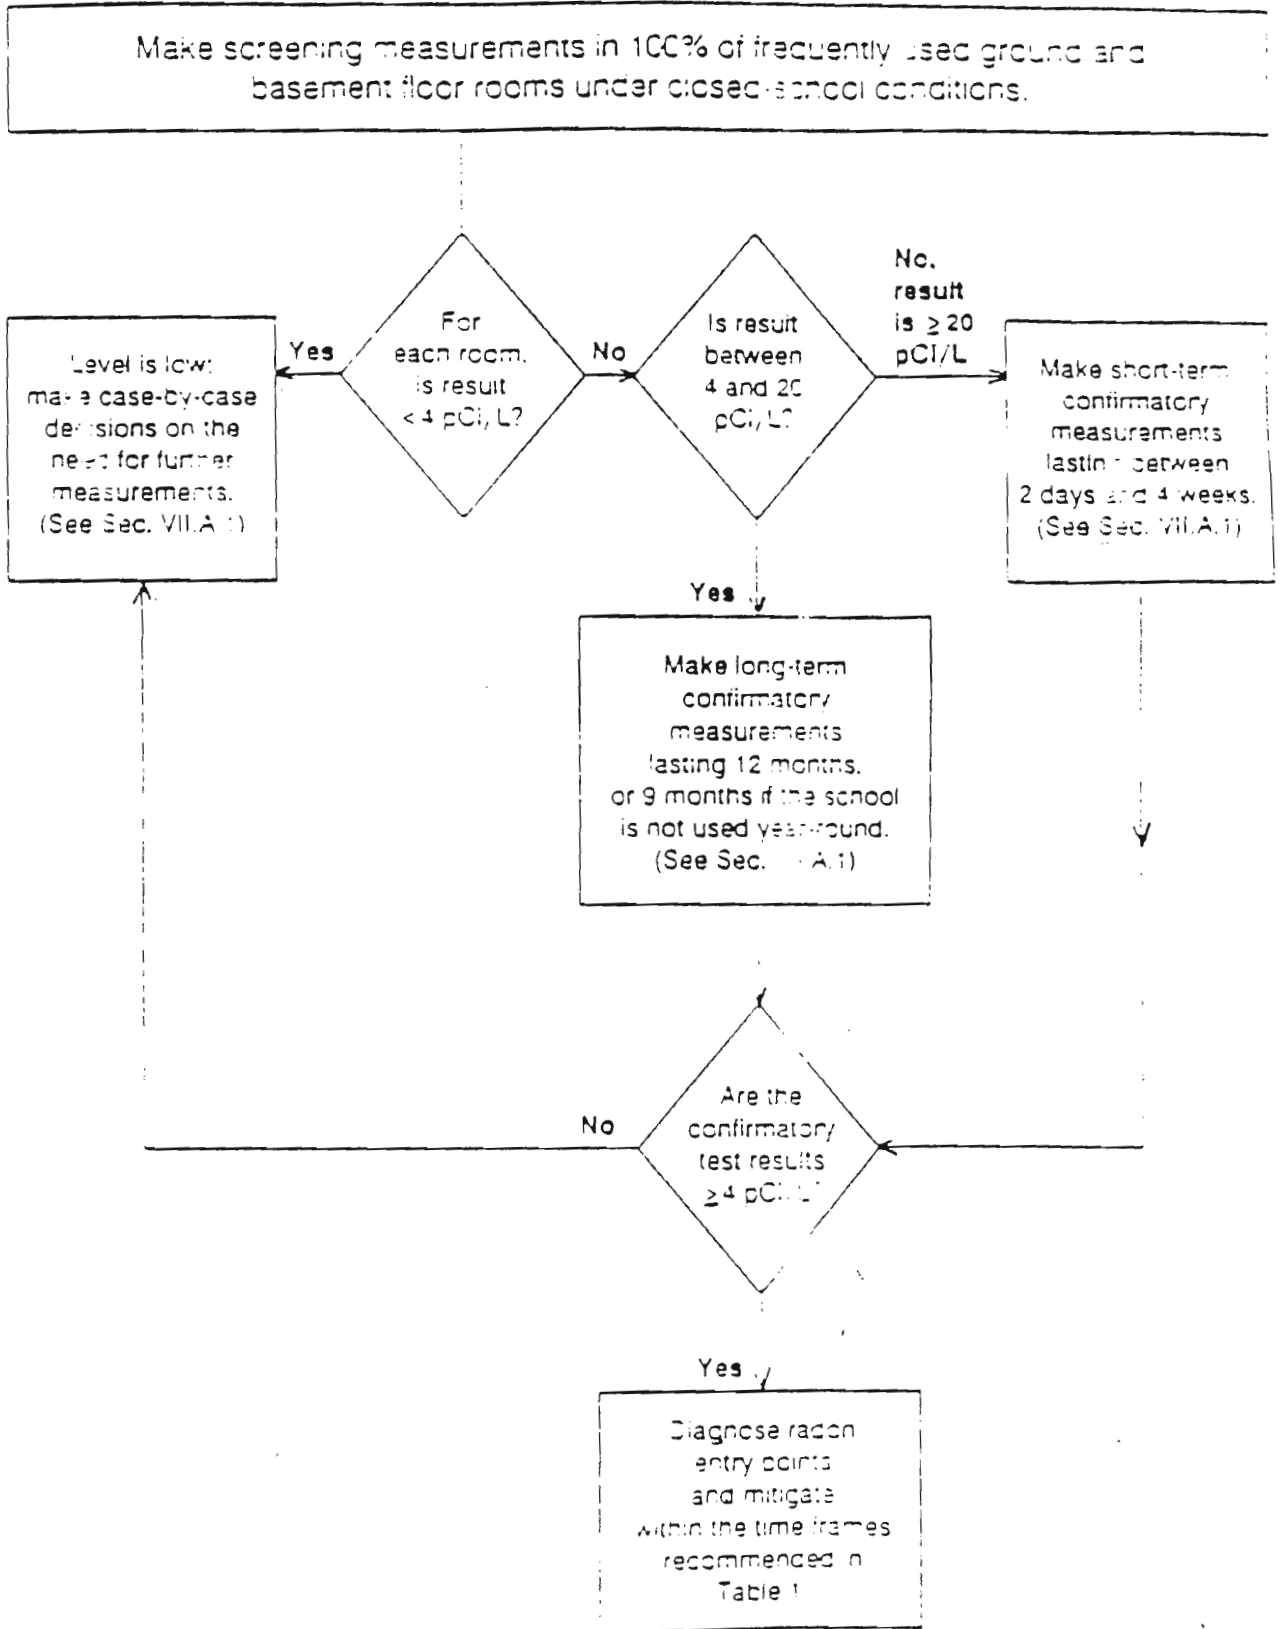 Make screening measurements in 100% of frequently used ground and
basement floor rooms under closed-school conditions.
For
each room,
is result
< 4 pCi/L?
Yes
Level is low;
make case-by-case
decisions on the
need for further
measurements.
(See Sec. VII.A.1)
No
Is result
between
4 and 20
pCi/L?
No,
result
is ≥ 20
pCi/L
Make short-term
confirmatory
measurements
lasting between
2 days and 4 weeks.
(See Sec. VII.A.1)
Yes
Make long-term
confirmatory
measurements
lasting 12 months,
or 9 months if the school
is not used year-round.
(See Sec. A.1)
Are the
confirmatory
test results
≥4 pCi/L?
No
Yes
Diagnose radon
entry points
and mitigate
within the time frames
recommended in
Table 1